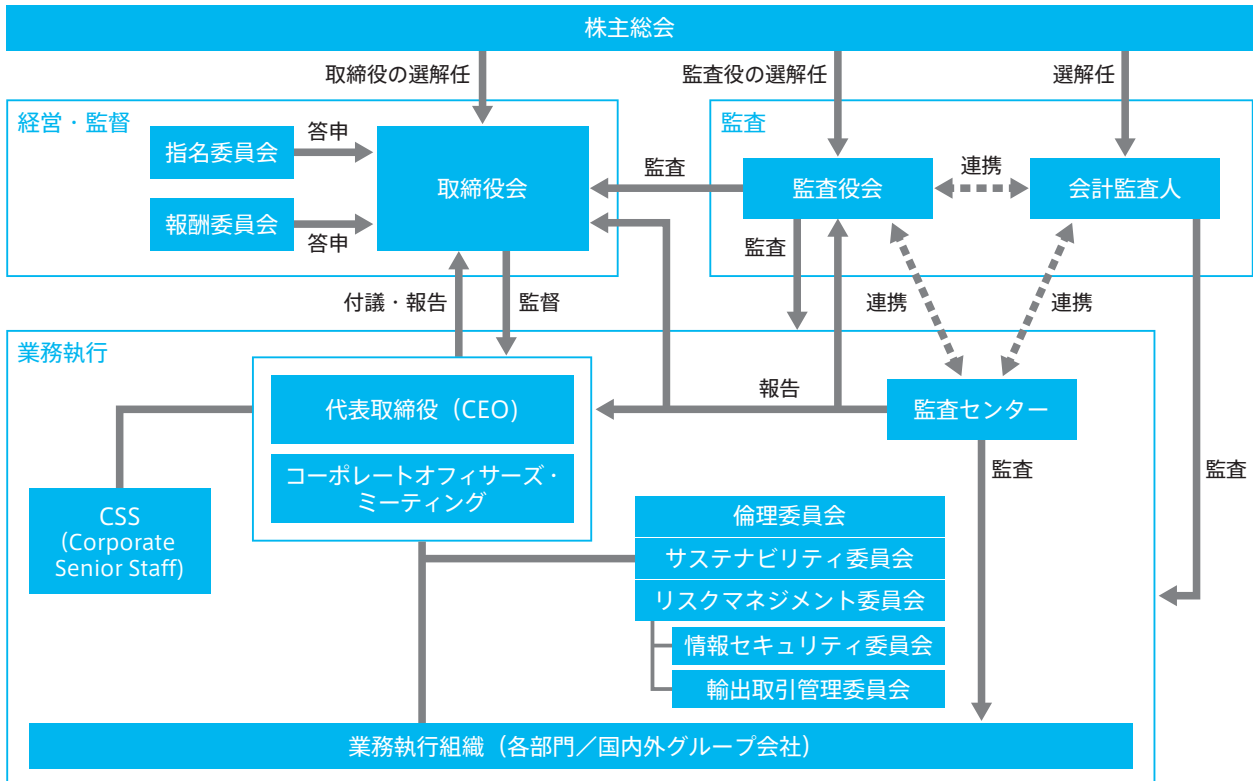 株主総会
取締役の選解任
監査役の選解任
選解任
経営・監督
監査
指名委員会
答申
取締役会
監査
監査役会
連携
会計監査人
報酬委員会
答申
監査
付議・報告
監督
連携
連携
業務執行
代表取締役（CEO)
報告
監査センター
コーポレートオフィサーズ・
ミーティング
監査
監査
CSS
(Corporate
Senior Staff)
倫理委員会
サステナビリティ委員会
リスクマネジメント委員会
情報セキュリティ委員会
輸出取引管理委員会
業務執行組織（各部門／国内外グループ会社）